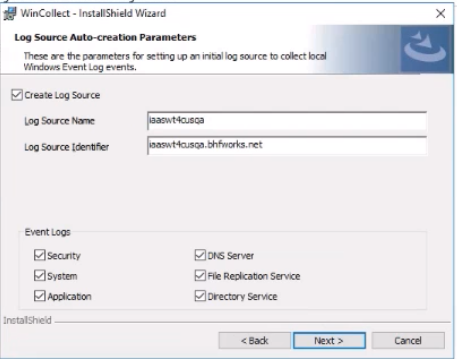 WinCollect - InstallShield Wizard
Log Source Auto-creation Parameters
These are the parameters for setting up an initial log source to collect local
Windows Event Log events.
Create Log Source
Log Source Name
iaaswt4cusqa
Log Source Identifier
iaaswt4cusqa.bhfworks.net
Event Logs
Security
DNS Server
System
File Replication Service
Application
Directory Service
InstallShield
< Back
Next >
Cancel